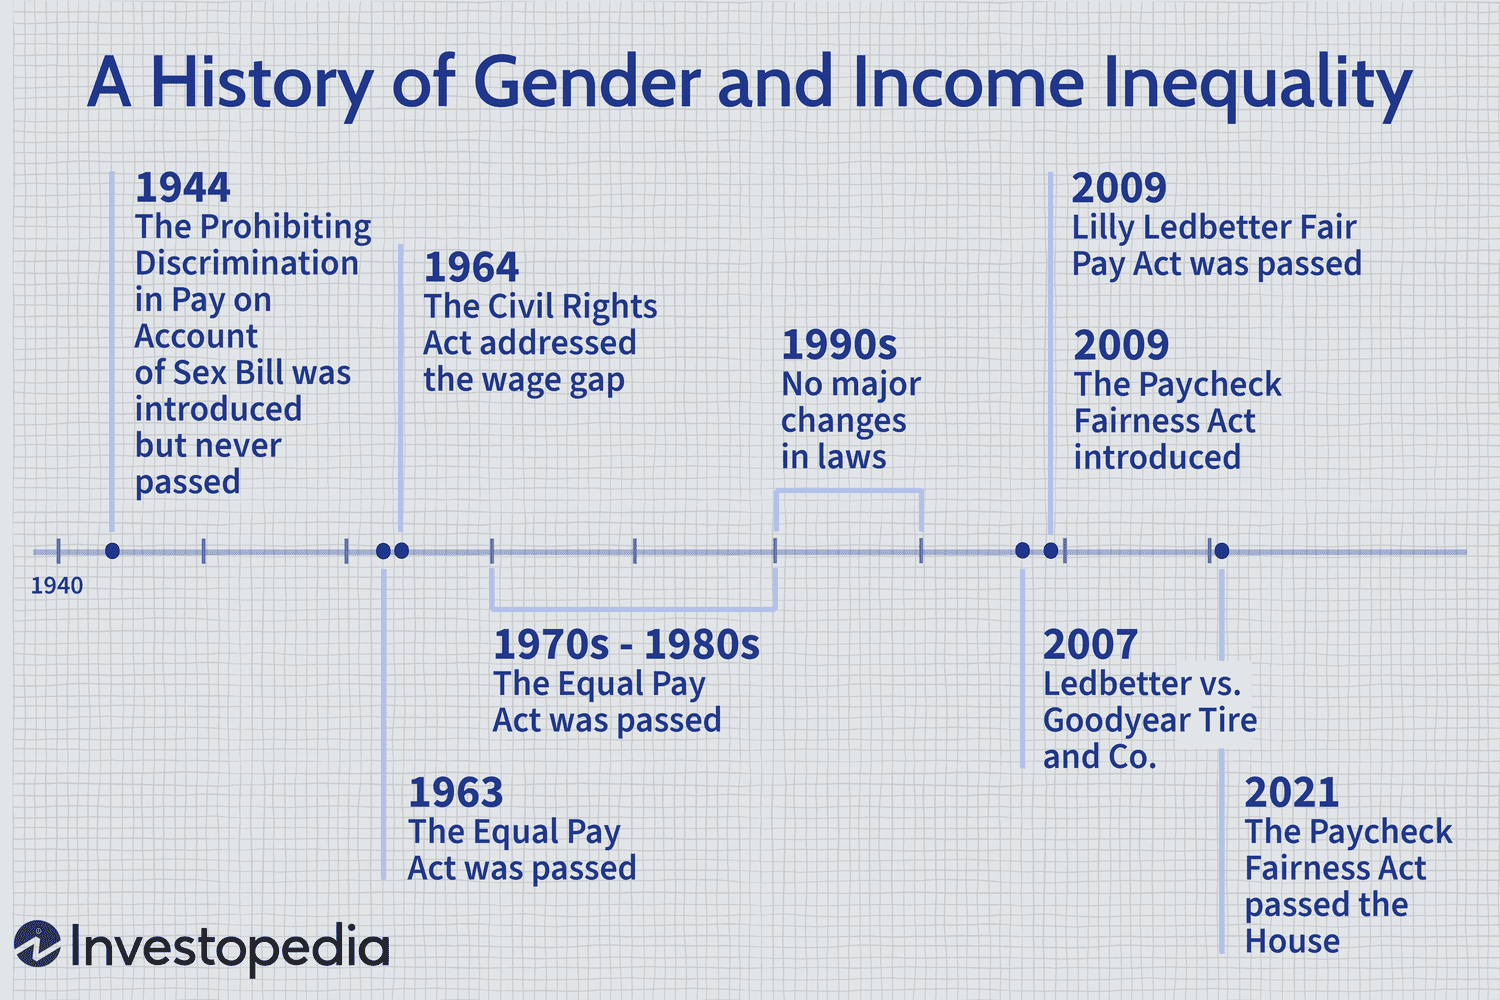 A History of Gender and Income Inequality
1944
The Prohibiting
Discrimination
in Pay on
Account
of Sex Bill was
introduced
but never
passed
1964
The Civil Rights
Act addressed
the wage gap
1990s
No major
changes
in laws
2009
Lilly Ledbetter Fair
Pay Act was passed
2009
The Paycheck
Fairness Act
introduced
1940
1970s - 1980s
The Equal Pay
Act was passed
1963
The Equal Pay
Act was passed
2007
Ledbetter vs.
Goodyear Tire
and Co.
2021
The Paycheck
Fairness Act
passed the
House
Investopedia